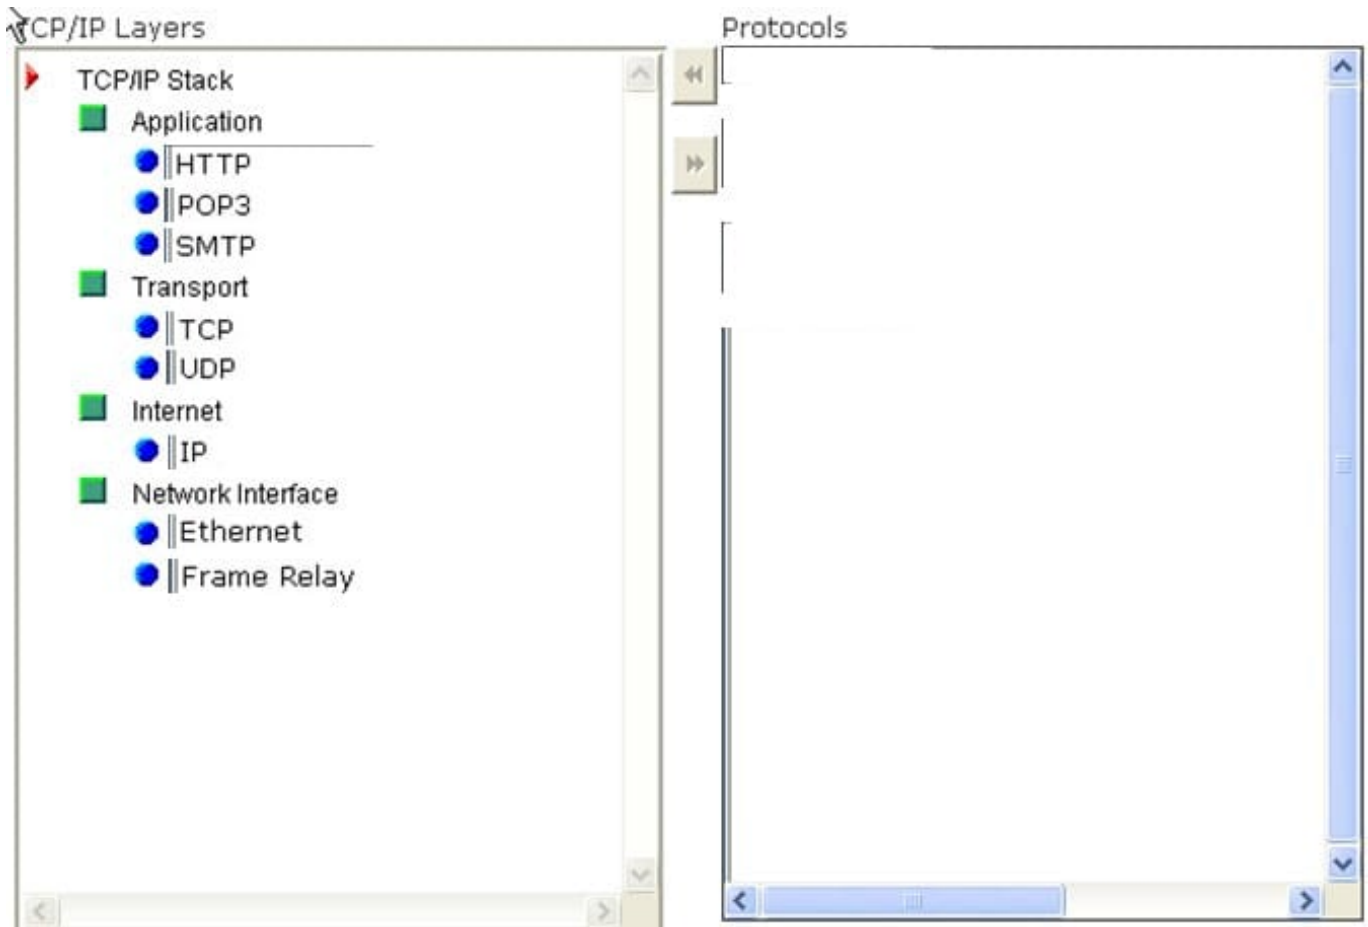 TCP/IP Layers
Protocols
TCP/IP Stack
Application
HTTP
POP3
SMTP
Transport
TCP
UDP
Internet
IP
Network Interface
Ethernet
Frame Relay